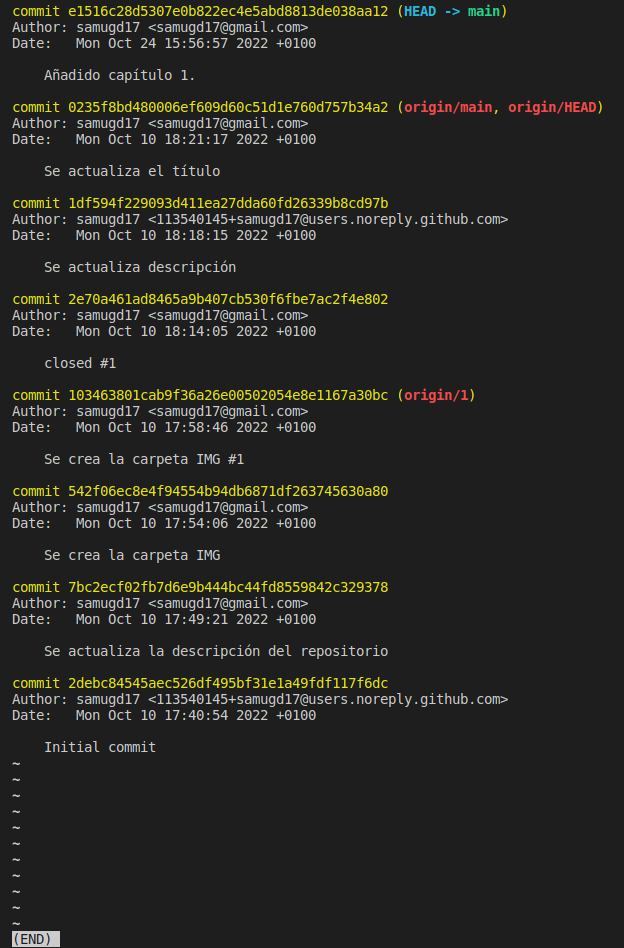 commit e1516c28d5307e0b822ec4e5abd8813de038aa12 (HEAD -> main)
Author: samugd17 <samugd17@gmail.com>
Date:   Mon Oct 24 15:56:57 2022 +0100
Añadido capítulo 1.
commit 0235f8bd480006ef609d60c51d1e760d757b34a2 (origin/main, origin/HEAD)
Author: samugd17 <samugd17@gmail.com>
Date:   Mon Oct 10 18:21:17 2022 +0100
Se actualiza el título
commit 1df594f229093d411ea27dda60fd26339b8cd97b
Author: samugd17 <113540145+samugd17@users.noreply.github.com>
Date:   Mon Oct 10 18:18:15 2022 +0100
Se actualiza descripción
commit 2e70a461ad8465a9b407cb530f6fbe7ac2f4e802
Author: samugd17 <samugd17@gmail.com>
Date:   Mon Oct 10 18:14:05 2022 +0100
closed #1
commit 103463801cab9f36a26e00502054e8e1167a30bc (origin/1)
Author: samugd17 <samugd17@gmail.com>
Date:   Mon Oct 10 17:58:46 2022 +0100
Se crea la carpeta IMG #1
commit 542f06ec8e4f94554b94db6871df263745630a80
Author: samugd17 <samugd17@gmail.com>
Date:   Mon Oct 10 17:54:06 2022 +0100
Se crea la carpeta IMG
commit 7bc2ecf02fb7d6e9b444bc44fd8559842c329378
Author: samugd17 <samugd17@gmail.com>
Date:   Mon Oct 10 17:49:21 2022 +0100
Se actualiza la descripción del repositorio
commit 2debc84545aec526df495bf31e1a49fdf117f6dc
Author: samugd17 <113540145+samugd17@users.noreply.github.com>
Date:   Mon Oct 10 17:40:54 2022 +0100
Initial commit
~
~
~
~
~
~
~
~
~
~
~
(END)